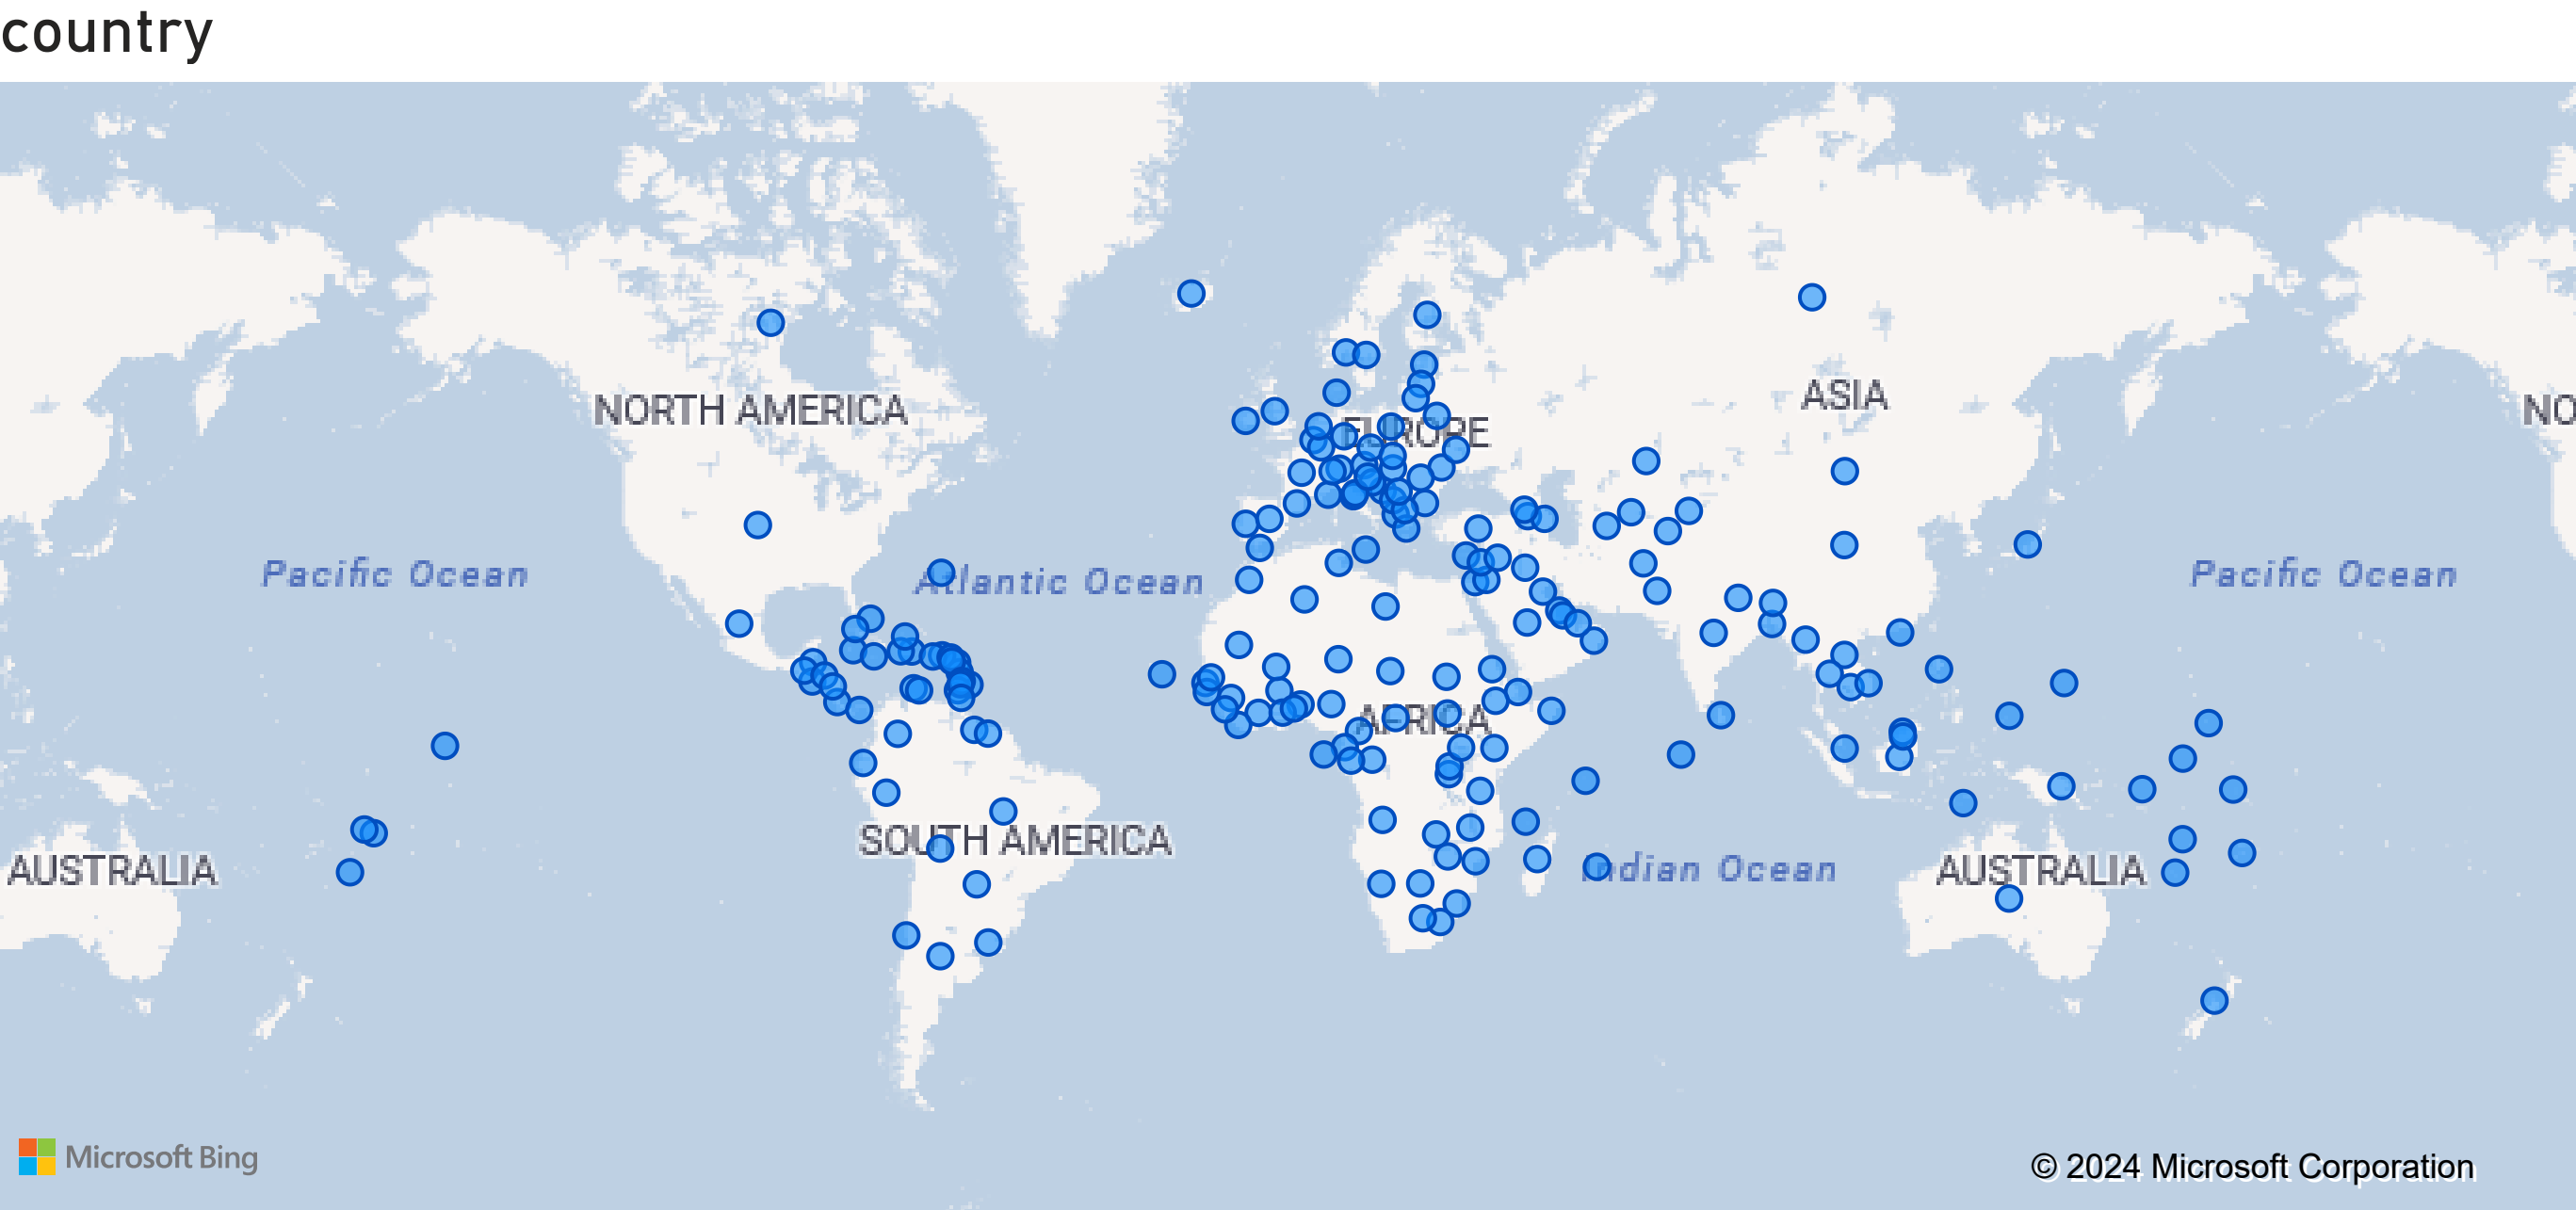 country
NORTH AMERICA
ASIA
NO
EUROPE
Pacific Ocean
Atlantic Ocean
Pacific Ocean
AFRICA
SOUTH AMERICA
AUSTRALIA
Indian Ocean
AUSTRALIA
Microsoft Bing
© 2024 Microsoft Corporation